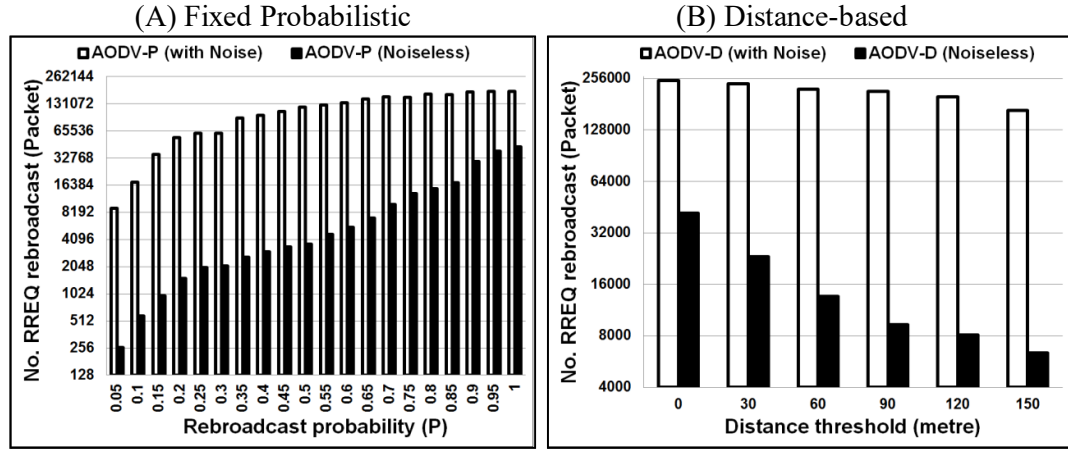 (A) Fixed Probabilistic
AODV-P (with Noise) AODV-P (Noiseless)
No. RREQ rebroadcast (Packet)
262144
131072
65536
32768
16384
8192
4096
2048
1024
512
256
128
0.05 0.1 0.15 0.2 0.25 0.3 0.35 0.4 0.45 0.5 0.55 0.6 0.65 0.7 0.75 0.8 0.85 0.9 0.95 1
Rebroadcast probability (P)
(B) Distance-based
AODV-D (with Noise) AODV-D (Noiseless)
No. RREQ rebroadcast (Packet)
256000
128000
64000
32000
16000
8000
4000
0 30 60 90 120 150
Distance threshold (metre)